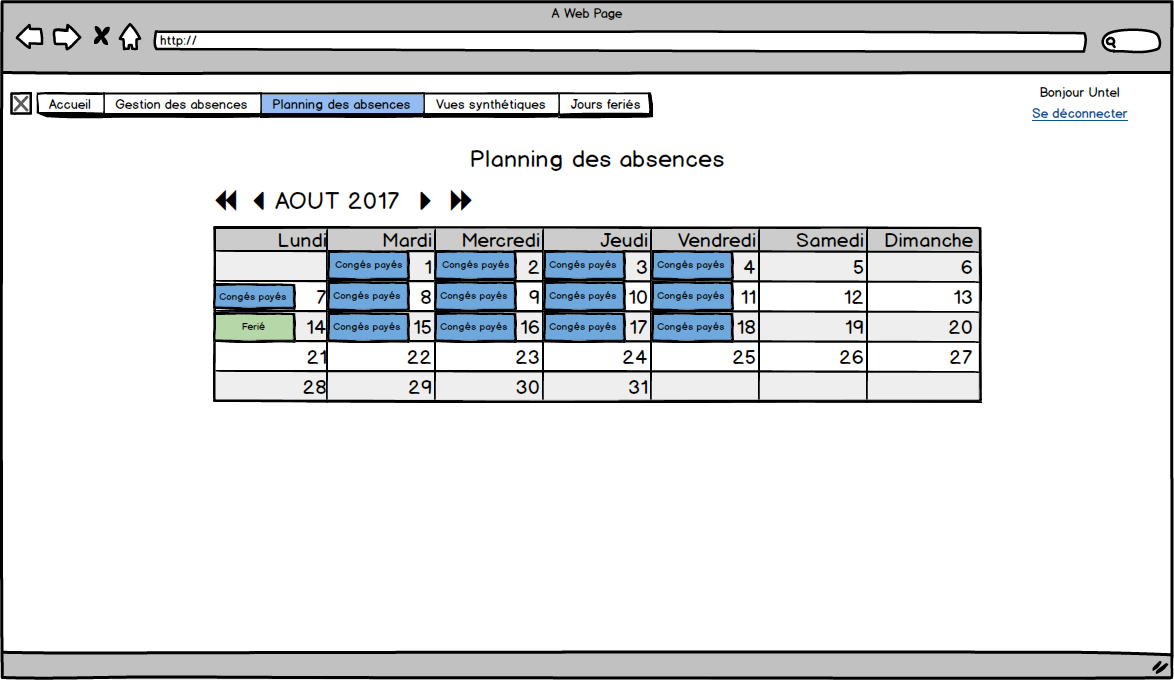 A Web Page
http://
Accueil Gestion des absences Planning des absences Vues synthétiques Jours feriés
Bonjour Untel
Se déconnecter
Planning des absences
AOUT 2017
Lundi Mardi Mercredi Jeudi Vendredi Samedi Dimanche
Congés payés 1 Congés payés 2 Congés payés 3 Congés payés 4 5 6
Congés payés 7 Congés payés 8 Congés payés 9 Congés payés 10 Congés payés 11 12 13
Ferié 14 Congés payés 15 Congés payés 16 Congés payés 17 Congés payés 18 19 20
21 22 23 24 25 26 27
28 29 30 31